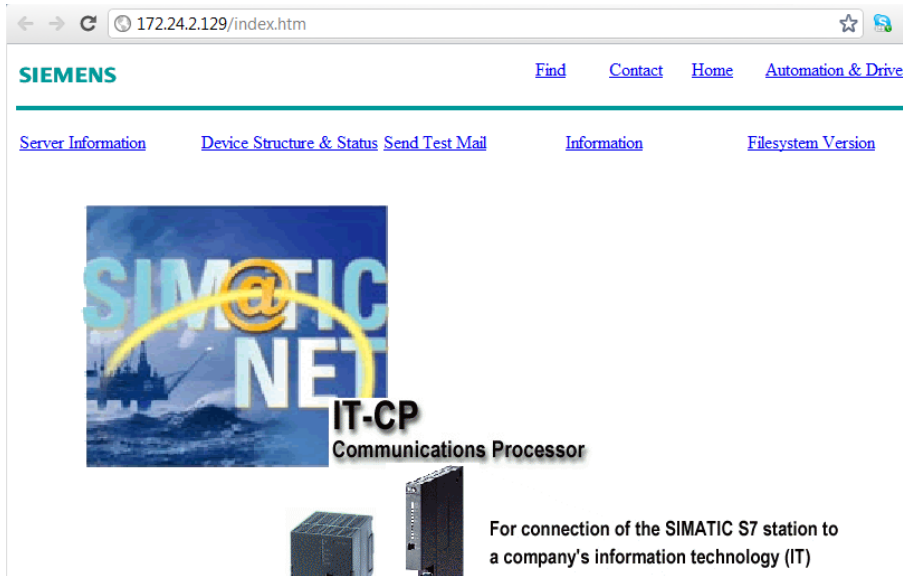 172.24.2.129/index.htm
SIEMENS Find Contact Home Automation & Drive
Server Information Device Structure & Status Send Test Mail Information Filesystem Version
SIM@TIC
NET
IT-CP
Communications Processor
For connection of the SIMATIC S7 station to
a company's information technology (IT)